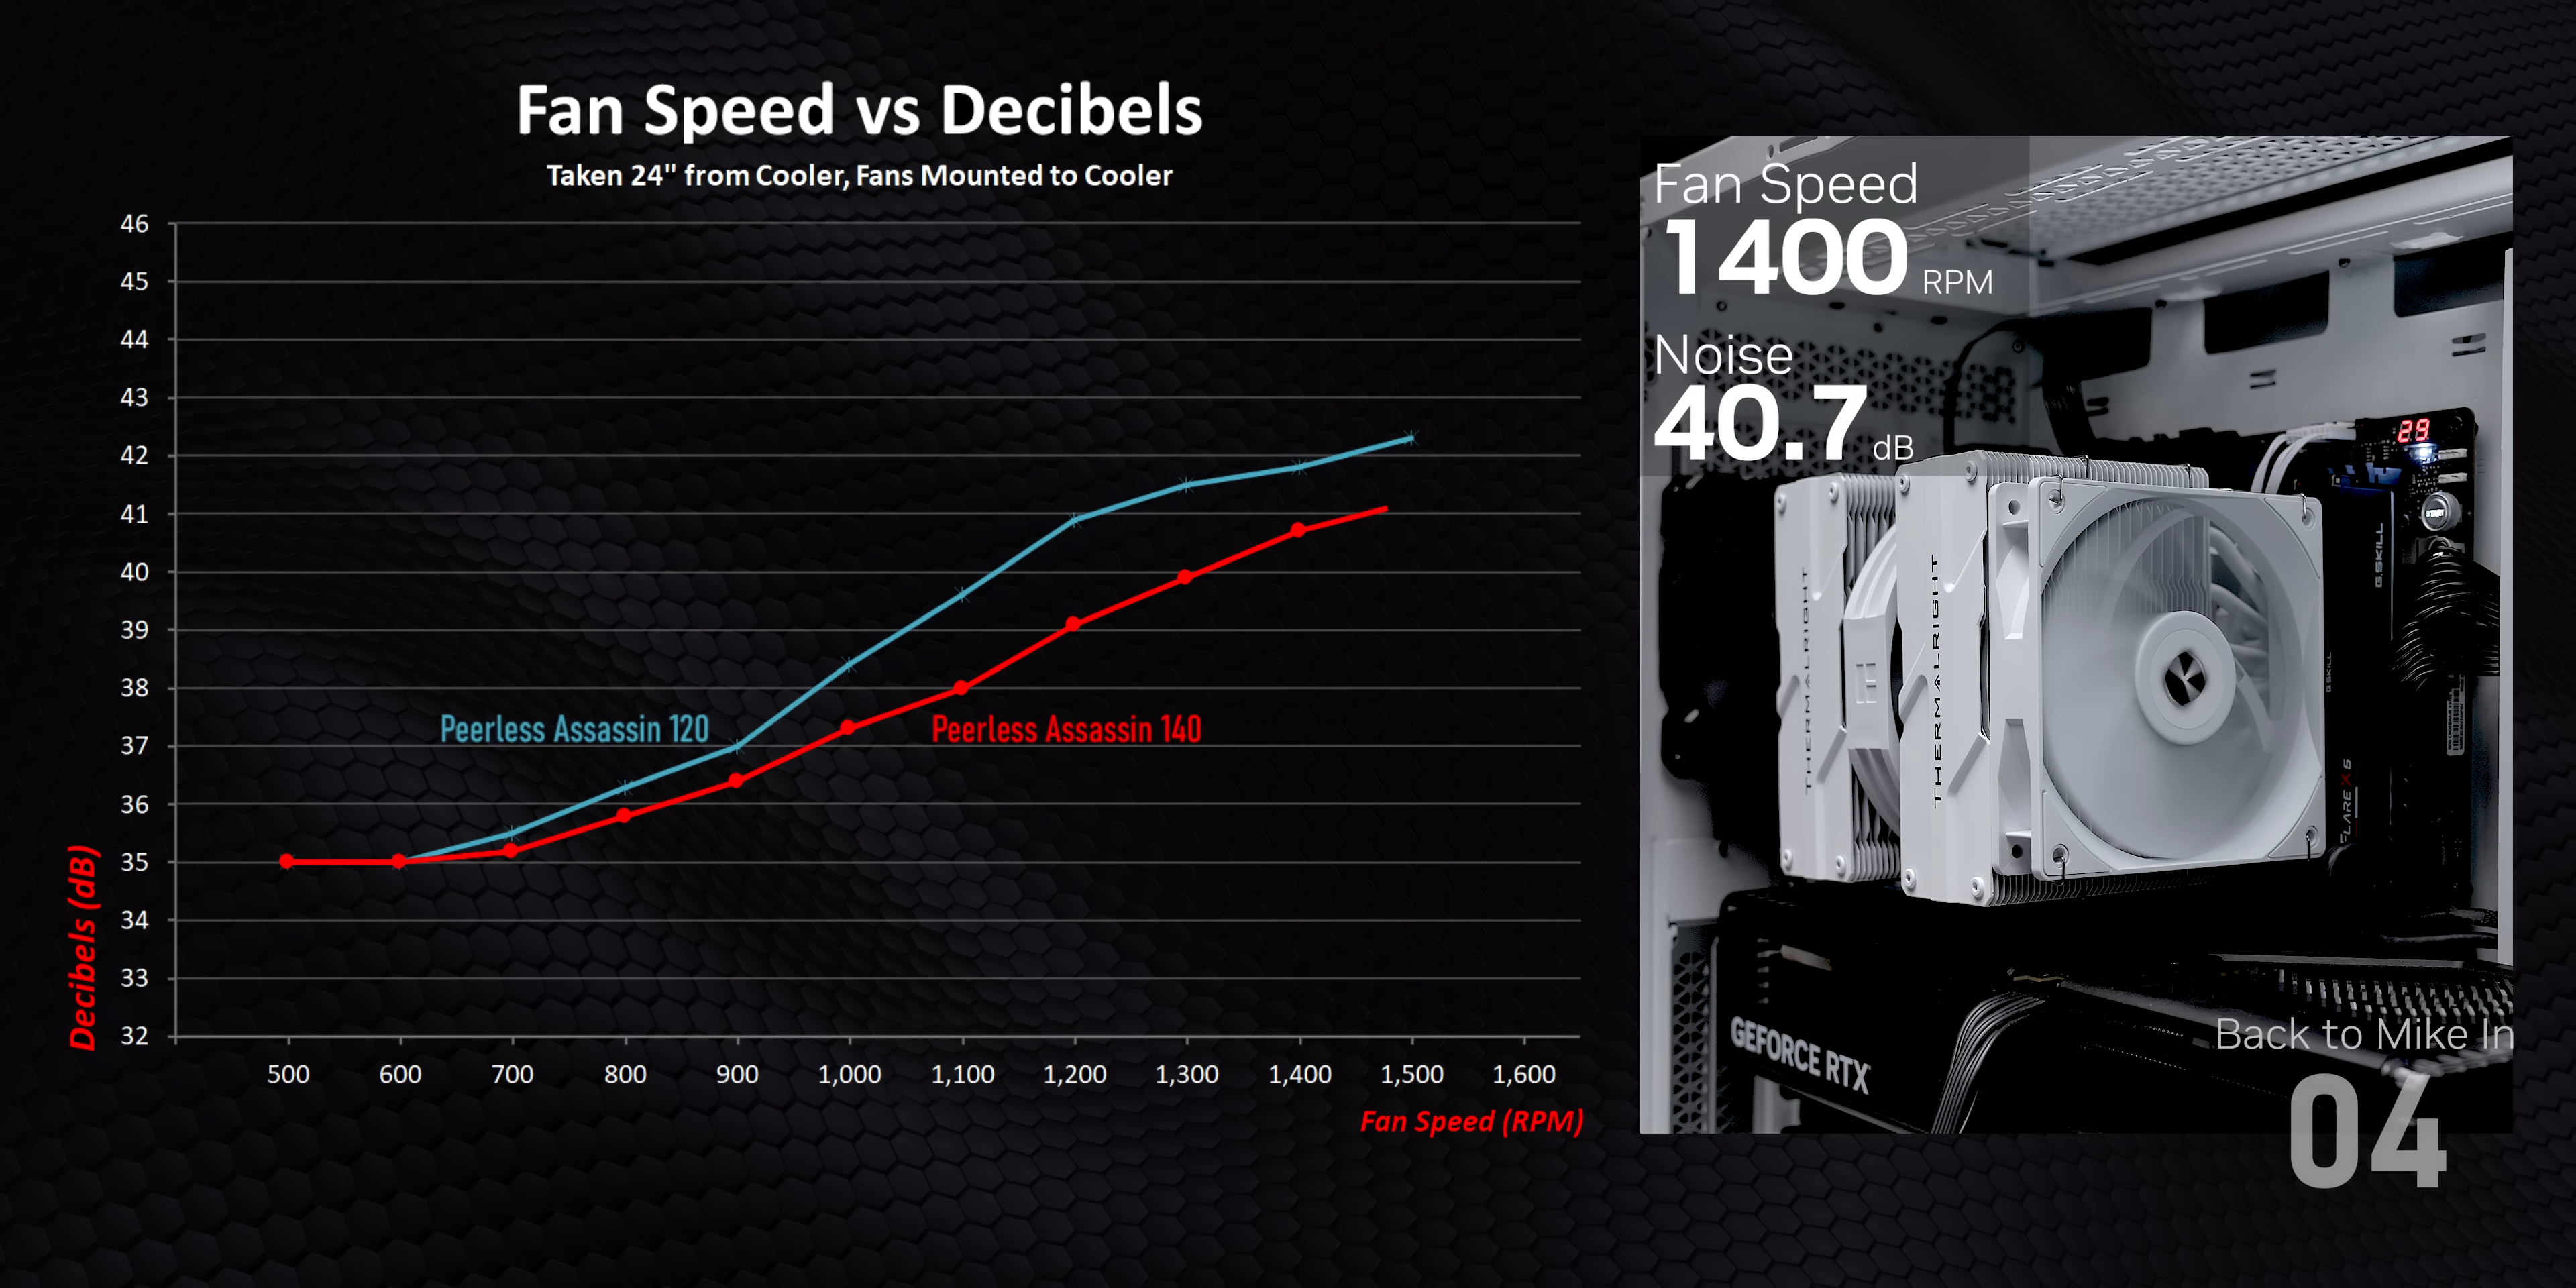 Fan Speed vs Decibels
Taken 24" from Cooler, Fans Mounted to Cooler
46
45
44
43
42
41
40
39
38
37
36
35
34
33
32
Decibels (dB)
Peerless Assassin 120
Peerless Assassin 140
500 600 700 800 900 1,000 1,100 1,200 1,300 1,400 1,500 1,600
Fan Speed (RPM)
Fan Speed
1400 RPM
Noise
40.7 dB
29
THERMALRIGHT
THERMALRIGHT
G.SKILL
G.SKILL
FLARE X5
GEFORCE RTX
Back to Mike In
04